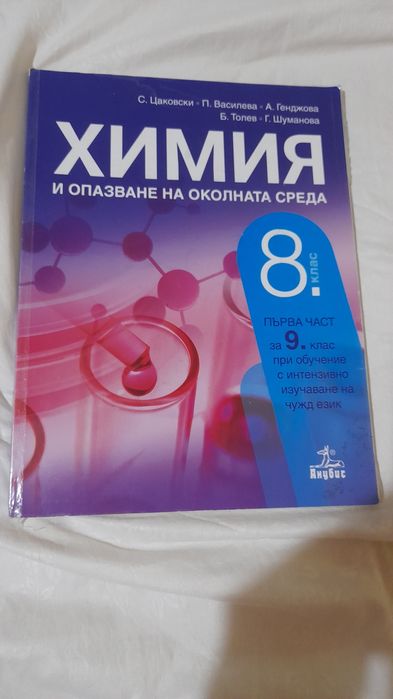 С. Цаковски • П. Василева • А. Генджова
Б. Толев • Г. Шуманова
ХИМИЯ
И ОПАЗВАНЕ НА ОКОЛНАТА СРЕДА
8. клас
ПЪРВА ЧАСТ
за 9. клас
при обучение
с интензивно
изучаване на
чужд език
Анубис